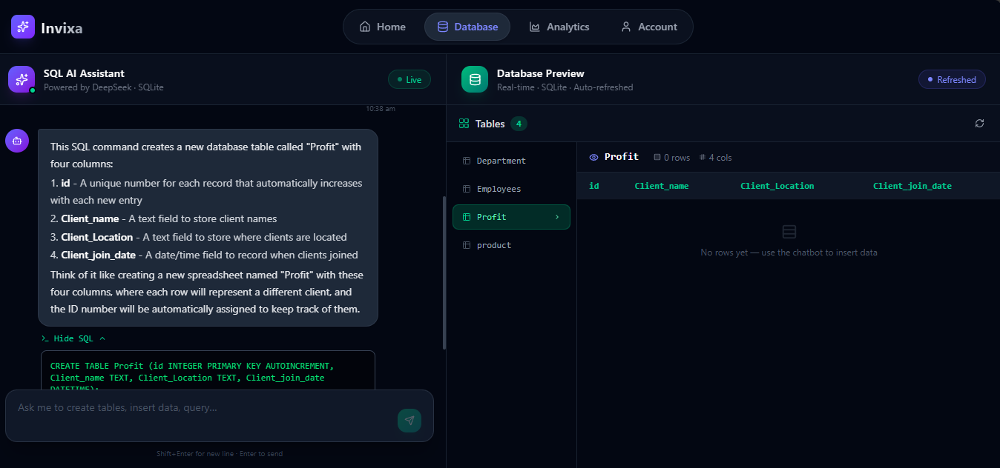 Invixa
Home
Database
Analytics
Account
SQL AI Assistant
Powered by DeepSeek · SQLite
Live
10:38 am
This SQL command creates a new database table called "Profit" with
four columns:
1. id - A unique number for each record that automatically increases
with each new entry
2. Client_name - A text field to store client names
3. Client_Location - A text field to store where clients are located
4. Client_join_date - A date/time field to record when clients joined
Think of it like creating a new spreadsheet named "Profit" with these
four columns, where each row will represent a different client, and
the ID number will be automatically assigned to keep track of them.
>_ Hide SQL
CREATE TABLE Profit (id INTEGER PRIMARY KEY AUTOINCREMENT,
Client_name TEXT, Client_Location TEXT, Client_join_date
DATETIME);
Ask me to create tables, insert data, query...
Shift+Enter for new line · Enter to send
Database Preview
Real-time · SQLite · Auto-refreshed
Refreshed
Tables 4
Department
Employees
Profit
product
Profit 0 rows # 4 cols
id Client_name Client_Location Client_join_date
No rows yet — use the chatbot to insert data